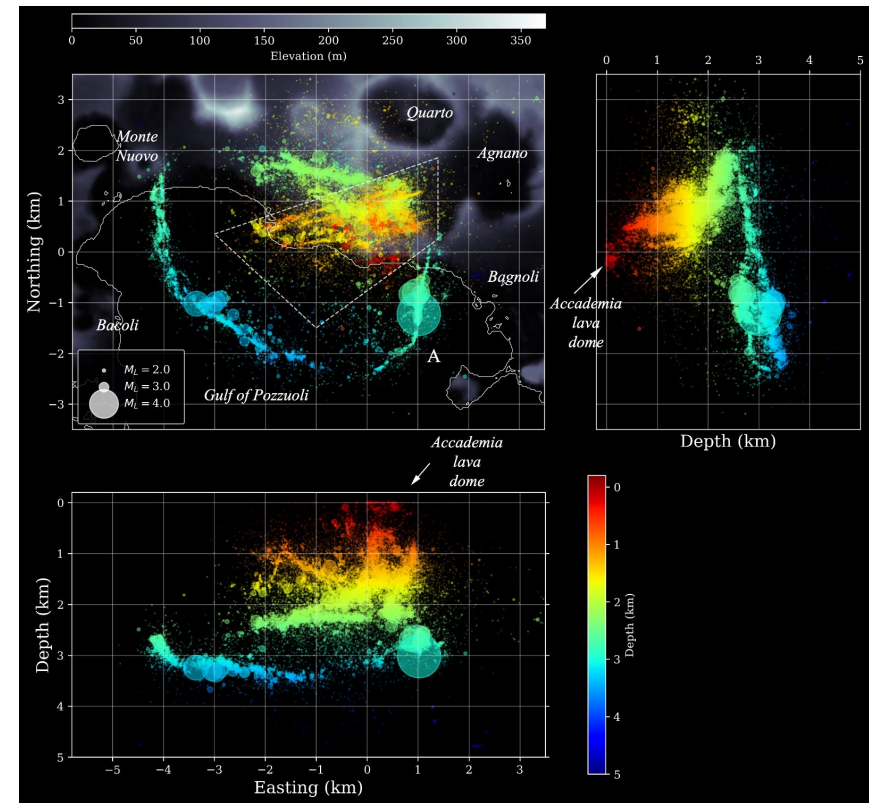 0 50 100 150 200 250 300 350
Elevation (m)
0 1 2 3 4 5
3
2
1
0
−1
−2
−3
Northing (km)
Monte
Nuovo
Quarto
Agnano
Bagnoli
Bacoli
A
Gulf of Pozzuoli
M_L = 2.0
M_L = 3.0
M_L = 4.0
Accademia
lava
dome
Depth (km)
Accademia
lava
dome
0
1
2
3
4
5
Depth (km)
−5 −4 −3 −2 −1 0 1 2 3
Easting (km)
0
1
2
3
4
5
Depth (km)